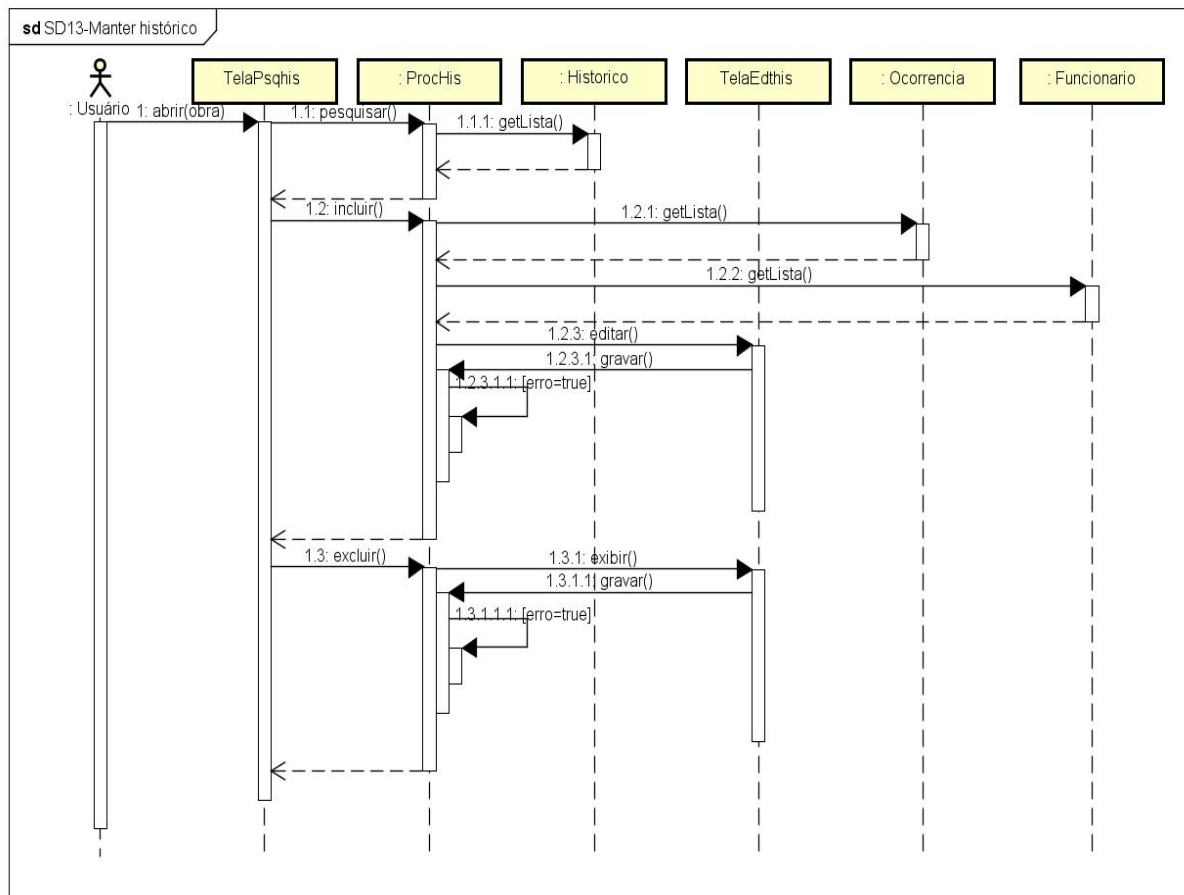 sd SD13-Manter histórico
TelaPsqhis
: ProcHis
: Historico
TelaEdthis
: Ocorrencia
: Funcionario
: Usuário
1: abrir(obra)
1.1: pesquisar()
1.1.1: getLista()
1.2: incluir()
1.2.1: getLista()
1.2.2: getLista()
1.2.3: editar()
1.2.3.1: gravar()
1.2.3.1.1: [erro=true]
1.3: excluir()
1.3.1: exibir()
1.3.1.1: gravar()
1.3.1.1.1: [erro=true]